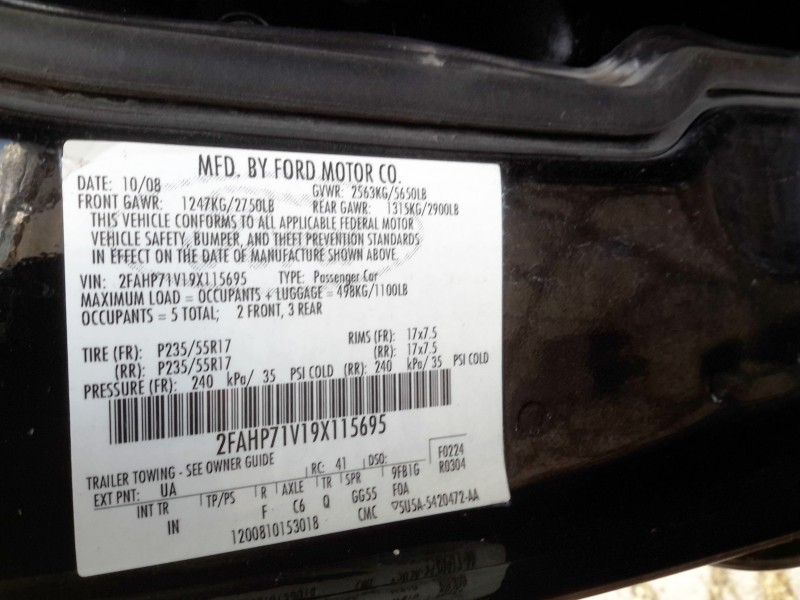 MFD. BY FORD MOTOR CO.
DATE: 10/08 GVWR: 2563KG/5650LB
FRONT GAWR: 1247KG/2750LB REAR GAWR: 1315KG/2900LB
THIS VEHICLE CONFORMS TO ALL APPLICABLE FEDERAL MOTOR
VEHICLE SAFETY, BUMPER, AND THEFT PREVENTION STANDARDS
IN EFFECT ON THE DATE OF MANUFACTURE SHOWN ABOVE.
VIN: 2FAHP71V19X115695 TYPE: Passenger Car
MAXIMUM LOAD = OCCUPANTS + LUGGAGE = 498KG/1100LB
OCCUPANTS = 5 TOTAL; 2 FRONT, 3 REAR
TIRE (FR): P235/55R17 RIMS (FR): 17x7.5
(RR): P235/55R17 (RR): 17x7.5
PRESSURE (FR): 240 kPa/ 35 PSI COLD (RR): 240 kPa/ 35 PSI COLD
2FAHP71V19X115695
TRAILER TOWING - SEE OWNER GUIDE RC: 41 DSO: F0224
EXT PNT: UA 9FB1G R0304
INT TR TP/PS R AXLE TR SPR F0A
IN F C6 Q GG55 5U5A-5420472-AA
1200810153018 CMC